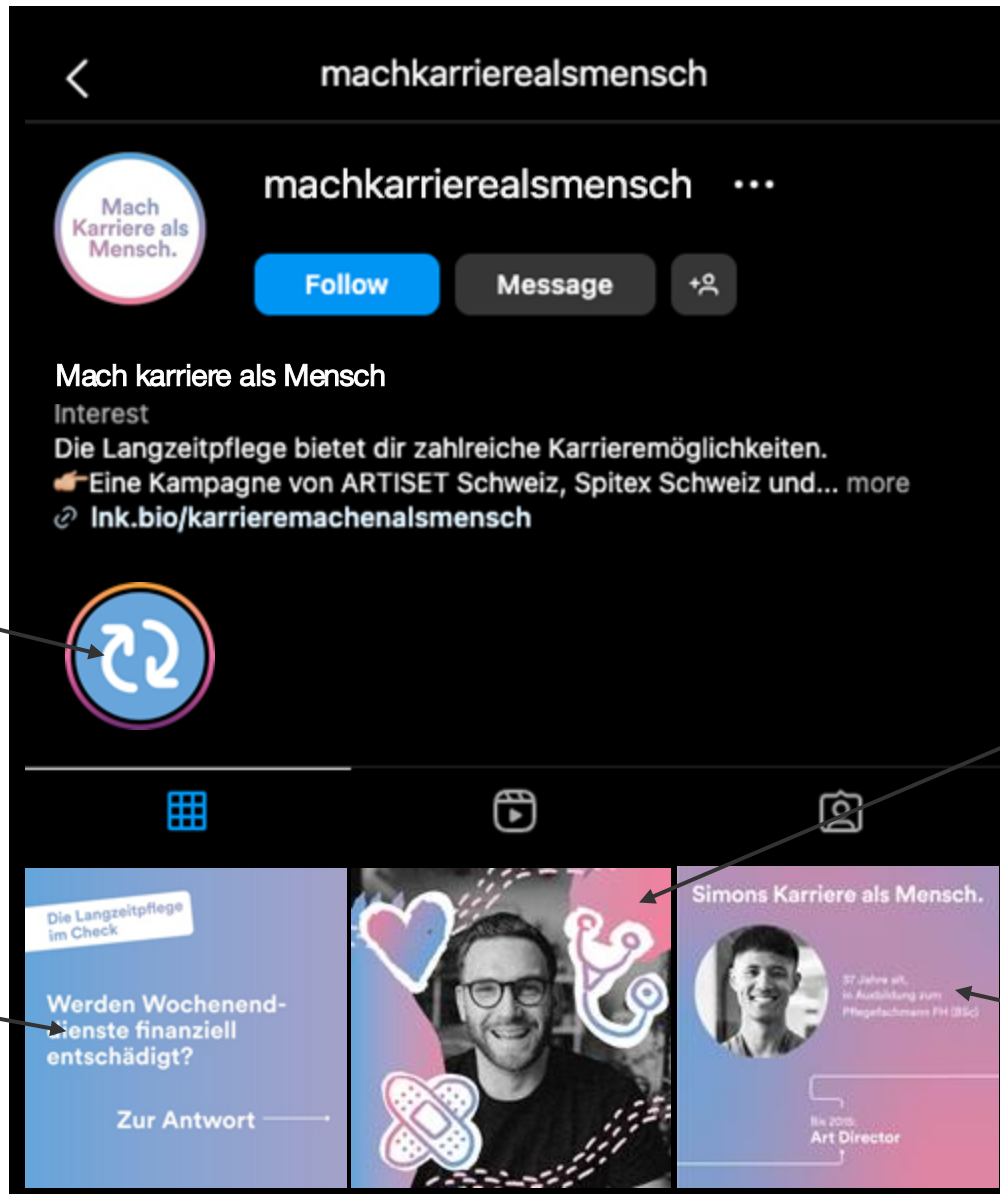 machkarrierealsmensch
Mach
Karriere als
Mensch.
machkarrierealsmensch
Follow
Message
Mach karriere als Mensch
Interest
Die Langzeitpflege bietet dir zahlreiche Karrieremöglichkeiten.
👉Eine Kampagne von ARTISET Schweiz, Spitex Schweiz und... more
lnk.bio/karrieremachenalsmensch
Die Langzeitpflege
im Check
Werden Wochenend-
dienste finanziell
entschädigt?
Zur Antwort
Simons Karriere als Mensch.
37 Jahre alt,
in Ausbildung zum
Pflegefachmann FH (BSc)
Bis 2015:
Art Director